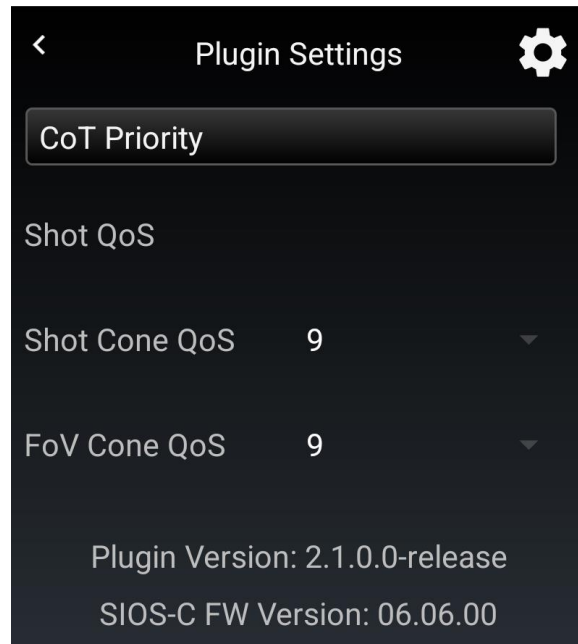 Plugin Settings
CoT Priority
Shot QoS
Shot Cone QoS 9
FoV Cone QoS 9
Plugin Version: 2.1.0.0-release
SIOS-C FW Version: 06.06.00